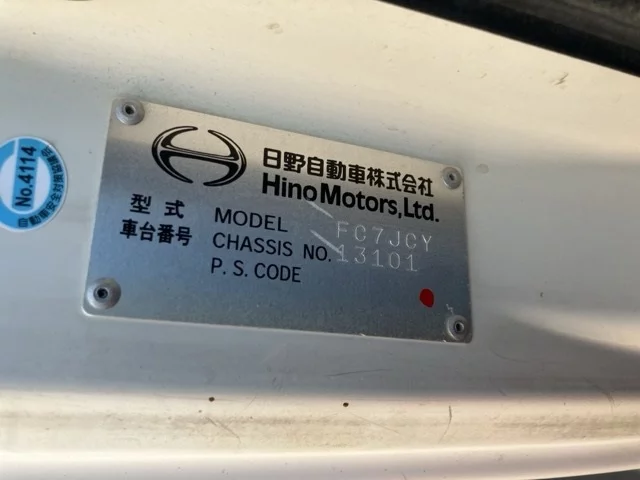 日野自動車株式会社
Hino Motors, Ltd.
型式 MODEL FC7JCY
車台番号 CHASSIS NO. 13101
P. S. CODE
No.4114